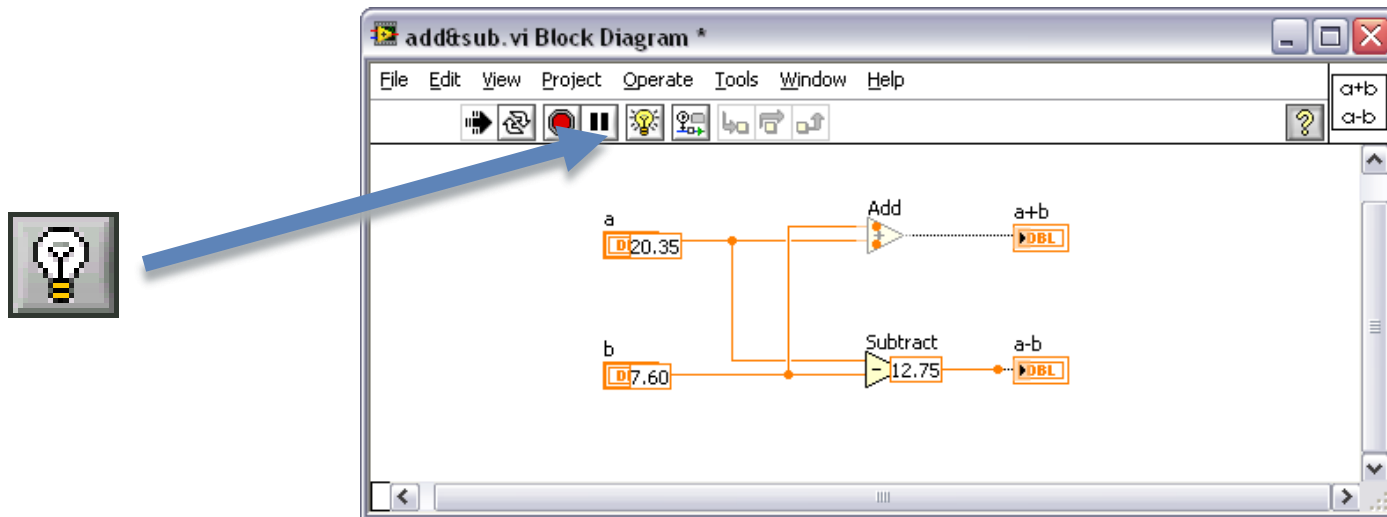 add&sub.vi Block Diagram *
File Edit View Project Operate Tools Window Help
a+b
a-b
?
a
20.35
Add
+
a+b
DBL
b
7.60
Subtract
-
12.75
a-b
DBL